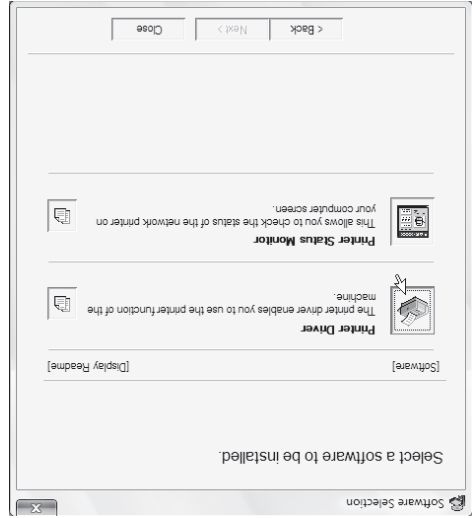 Software Selection
X
Select a software to be installed.
[Software] [Display Readme]
Printer Driver
The printer driver enables you to use the printer function of the
machine.
Printer Status Monitor
This allows you to check the status of the network printer on
your computer screen.
< Back Next > Close